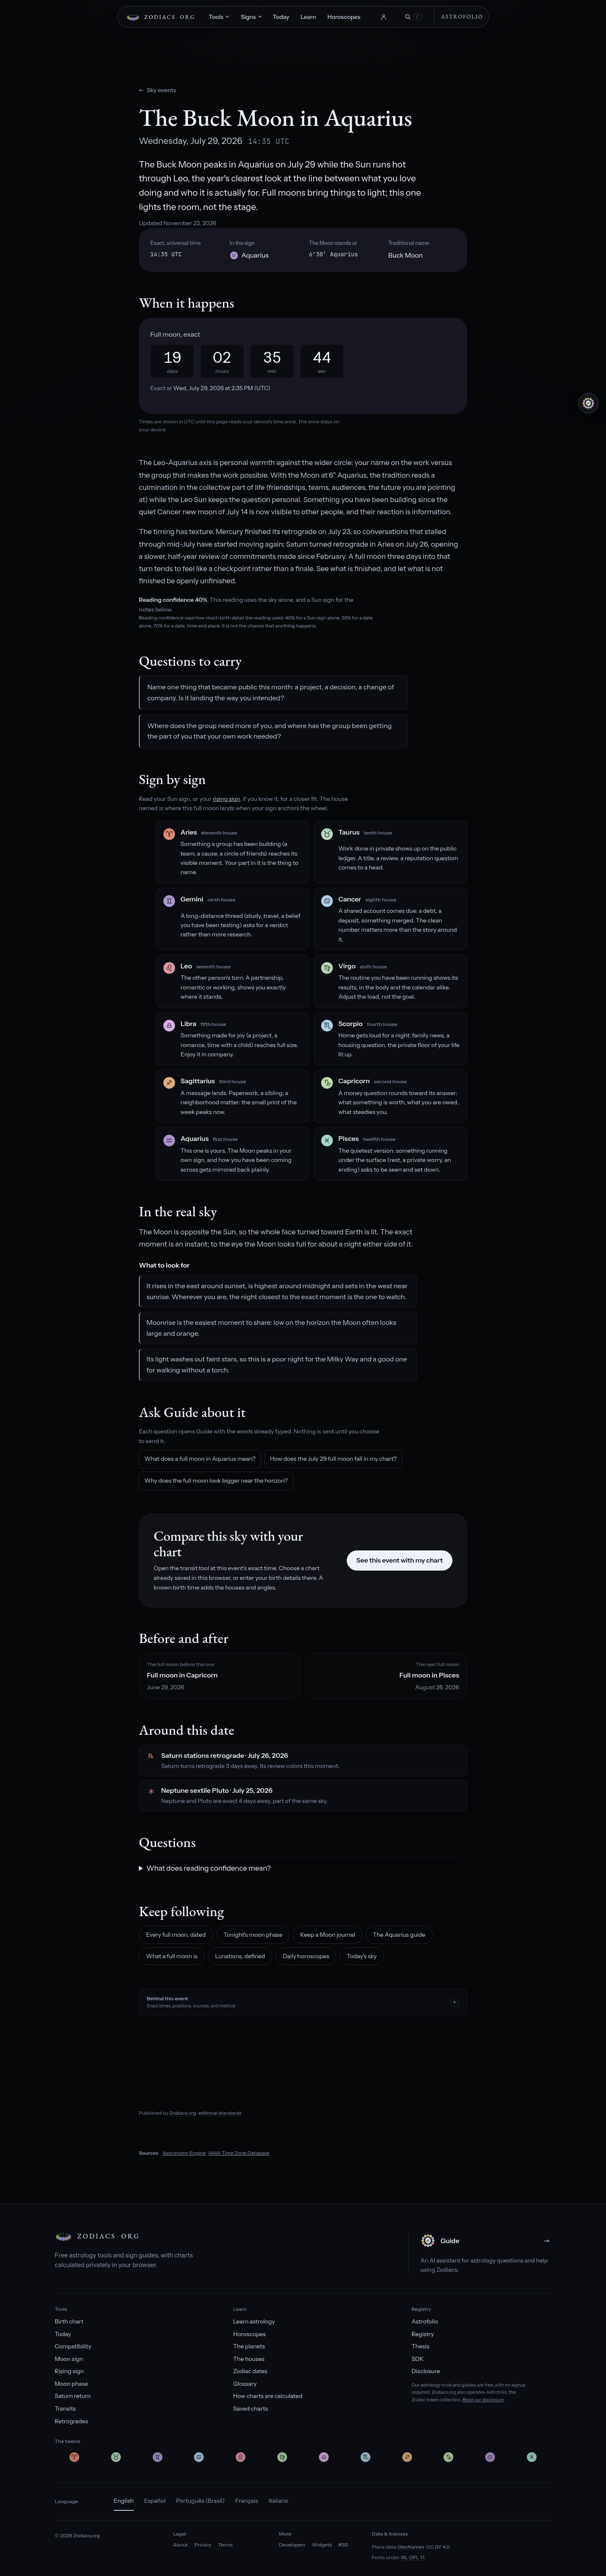 ZODIACS·ORG
Tools
Signs
Today
Learn
Horoscopes
/
ASTROFOLIO
← Sky events
The Buck Moon in Aquarius
Wednesday, July 29, 2026 14:35 UTC
The Buck Moon peaks in Aquarius on July 29 while the Sun runs hot
through Leo, the year's clearest look at the line between what you love
doing and who it is actually for. Full moons bring things to light; this one
lights the room, not the stage.
Updated November 23, 2026
Exact, universal time
In the sign
The Moon stands at
Traditional name
14:35 UTC
Aquarius
6°30′ Aquarius
Buck Moon
When it happens
Full moon, exact
19
02
35
44
days
hours
min
sec
Exact at Wed, July 29, 2026 at 2:35 PM (UTC)
Times are shown in UTC until this page reads your device's time zone. The zone stays on
your device.
The Leo-Aquarius axis is personal warmth against the wider circle: your name on the work versus
the group that makes the work possible. With the Moon at 6° Aquarius, the tradition reads a
culmination in the collective part of life (friendships, teams, audiences, the future you are pointing
at) while the Leo Sun keeps the question personal. Something you have been building since the
quiet Cancer new moon of July 14 is now visible to other people, and their reaction is information.
The timing has texture. Mercury finished its retrograde on July 23, so conversations that stalled
through mid-July have started moving again; Saturn turned retrograde in Aries on July 26, opening
a slower, half-year review of commitments made since February. A full moon three days into that
turn tends to feel like a checkpoint rather than a finale. See what is finished, and let what is not
finished be openly unfinished.
Reading confidence 40%. This reading uses the sky alone, and a Sun sign for the
notes below.
Reading confidence says how much birth detail the reading used: 40% for a Sun sign alone, 55% for a date
alone, 70% for a date, time and place. It is not the chance that anything happens.
Questions to carry
Name one thing that became public this month: a project, a decision, a change of
company. Is it landing the way you intended?
Where does the group need more of you, and where has the group been getting
the part of you that your own work needed?
Sign by sign
Read your Sun sign, or your rising sign, if you know it, for a closer fit. The house
named is where this full moon lands when your sign anchors the wheel.
Aries eleventh house
Something a group has been building (a
team, a cause, a circle of friends) reaches its
visible moment. Your part in it is the thing to
name.
Taurus tenth house
Work done in private shows up on the public
ledger. A title, a review, a reputation question
comes to a head.
Gemini ninth house
A long-distance thread (study, travel, a belief
you have been testing) asks for a verdict
rather than more research.
Cancer eighth house
A shared account comes due: a debt, a
deposit, something merged. The clean
number matters more than the story around
it.
Leo seventh house
The other person's turn. A partnership,
romantic or working, shows you exactly
where it stands.
Virgo sixth house
The routine you have been running shows its
results, in the body and the calendar alike.
Adjust the load, not the goal.
Libra fifth house
Something made for joy (a project, a
romance, time with a child) reaches full size.
Enjoy it in company.
Scorpio fourth house
Home gets loud for a night: family news, a
housing question, the private floor of your life
lit up.
Sagittarius third house
A message lands. Paperwork, a sibling, a
neighborhood matter: the small print of the
week peaks now.
Capricorn second house
A money question rounds toward its answer:
what something is worth, what you are owed,
what steadies you.
Aquarius first house
This one is yours. The Moon peaks in your
own sign, and how you have been coming
across gets mirrored back plainly.
Pisces twelfth house
The quietest version: something running
under the surface (rest, a private worry, an
ending) asks to be seen and set down.
In the real sky
The Moon is opposite the Sun, so the whole face turned toward Earth is lit. The exact
moment is an instant; to the eye the Moon looks full for about a night either side of it.
What to look for
It rises in the east around sunset, is highest around midnight and sets in the west near
sunrise. Wherever you are, the night closest to the exact moment is the one to watch.
Moonrise is the easiest moment to share: low on the horizon the Moon often looks
large and orange.
Its light washes out faint stars, so this is a poor night for the Milky Way and a good one
for walking without a torch.
Ask Guide about it
Each question opens Guide with the words already typed. Nothing is sent until you choose
to send it.
What does a full moon in Aquarius mean?
How does the July 29 full moon fall in my chart?
Why does the full moon look bigger near the horizon?
Compare this sky with your
chart
Open the transit tool at this event's exact time. Choose a chart
already saved in this browser, or enter your birth details there. A
known birth time adds the houses and angles.
See this event with my chart
Before and after
The full moon before this one
Full moon in Capricorn
June 29, 2026
The next full moon
Full moon in Pisces
August 28, 2026
Around this date
Saturn stations retrograde · July 26, 2026
Saturn turns retrograde 3 days away. Its review colors this moment.
Neptune sextile Pluto · July 25, 2026
Neptune and Pluto are exact 4 days away, part of the same sky.
Questions
What does reading confidence mean?
Keep following
Every full moon, dated
Tonight's moon phase
Keep a Moon journal
The Aquarius guide
What a full moon is
Lunations, defined
Daily horoscopes
Today's sky
Behind this event
Exact times, positions, sources, and method
+
Published by Zodiacs.org · editorial standards
Sources Astronomy Engine · IANA Time Zone Database
ZODIACS·ORG
Free astrology tools and sign guides, with charts
calculated privately in your browser.
Guide →
An AI assistant for astrology questions and help
using Zodiacs.
Tools
Birth chart
Today
Compatibility
Moon sign
Rising sign
Moon phase
Saturn return
Transits
Retrogrades
Learn
Learn astrology
Horoscopes
The planets
The houses
Zodiac dates
Glossary
How charts are calculated
Saved charts
Registry
Astrofolio
Registry
Thesis
SDK
Disclosure
Our astrology tools and guides are free, with no signup
required. Zodiacs.org also operates Astrofolio, the
Zodiac token collection. Read our disclosure.
The twelve
Language
English
Español
Português (Brasil)
Français
Italiano
© 2026 Zodiacs.org
Legal
About
Privacy
Terms
More
Developers
Widgets
RSS
Data & licenses
Place data: GeoNames · CC BY 4.0
Fonts under SIL OFL 1.1